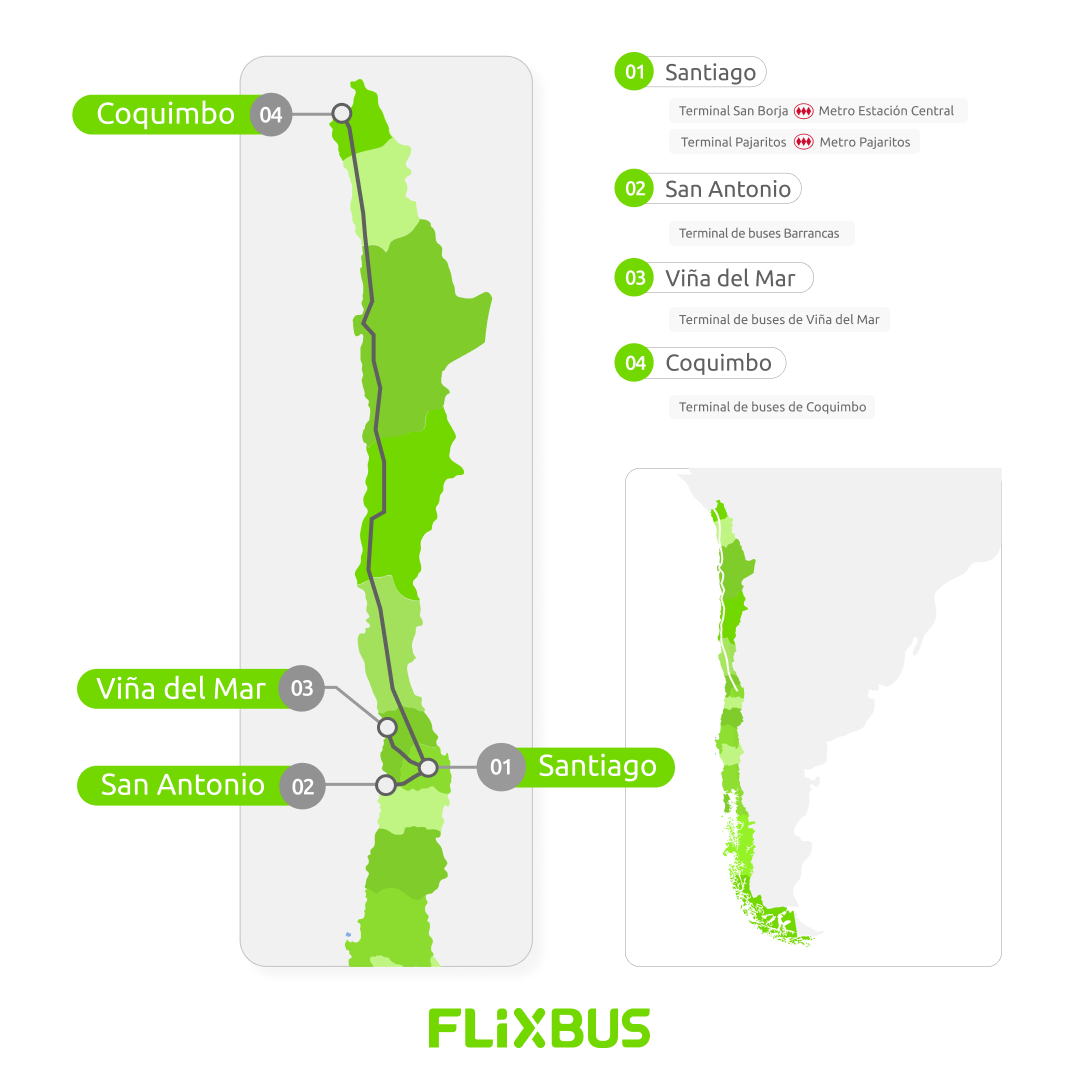 Coquimbo 04
Viña del Mar 03
San Antonio 02
01 Santiago
01 Santiago
Terminal San Borja Metro Estación Central
Terminal Pajaritos Metro Pajaritos
02 San Antonio
Terminal de buses Barrancas
03 Viña del Mar
Terminal de buses de Viña del Mar
04 Coquimbo
Terminal de buses de Coquimbo
FLiXBUS